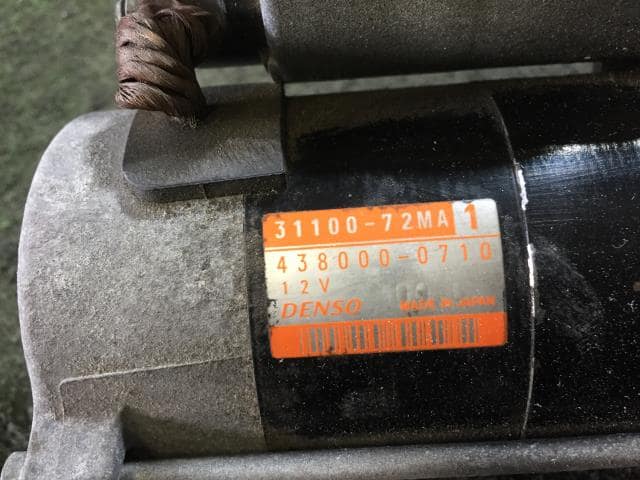 31100-72MA 1
438000-0710
12V
DENSO MADE IN JAPAN